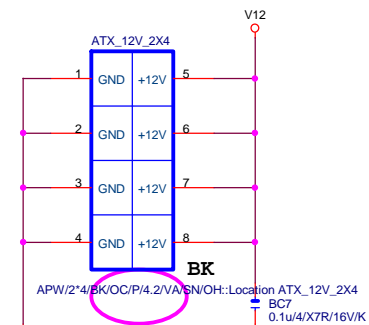 V12
ATX_12V_2X4
1 GND +12V 5
2 GND +12V 6
3 GND +12V 7
4 GND +12V 8
BK
APW/2*4/BK/OC/P/4.2/VA/SN/OH::Location ATX_12V_2X4
BC7
0.1u/4/X7R/16V/K